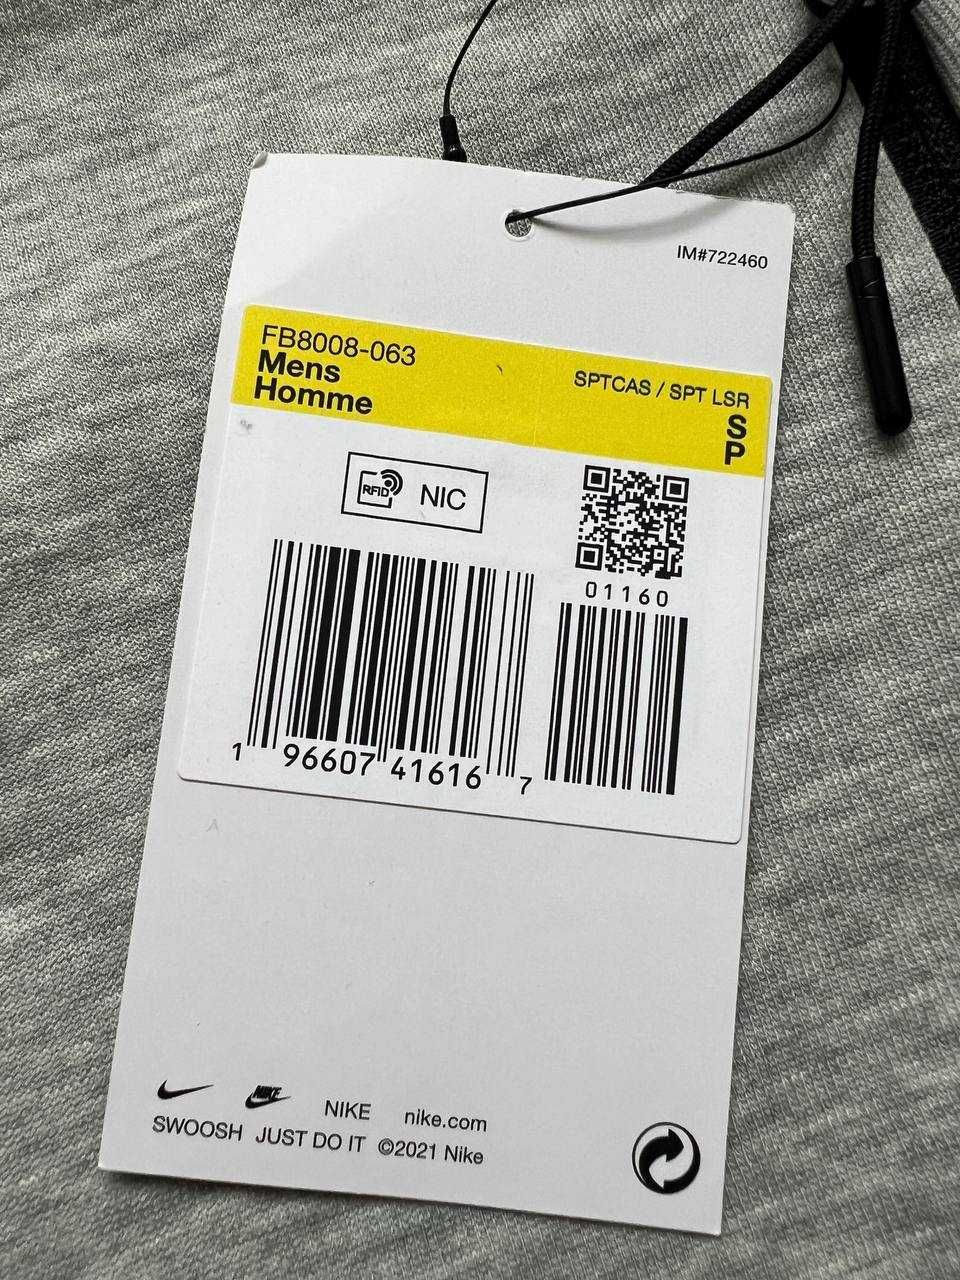 IM#722460
FB8008-063
Mens
Homme
SPTCAS / SPT LSR
S
P
RFID NIC
01160
1 96607 41616 7
NIKE NIKE nike.com
SWOOSH JUST DO IT ©2021 Nike